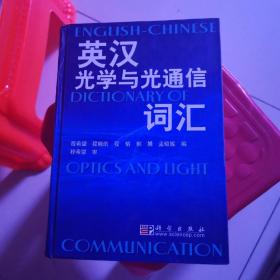 ENGLISH-CHINESE
英汉
光学与光通信
DICTIONARY OF
词汇
OPTICS AND LIGHT
科学出版社
COMMUNICATION